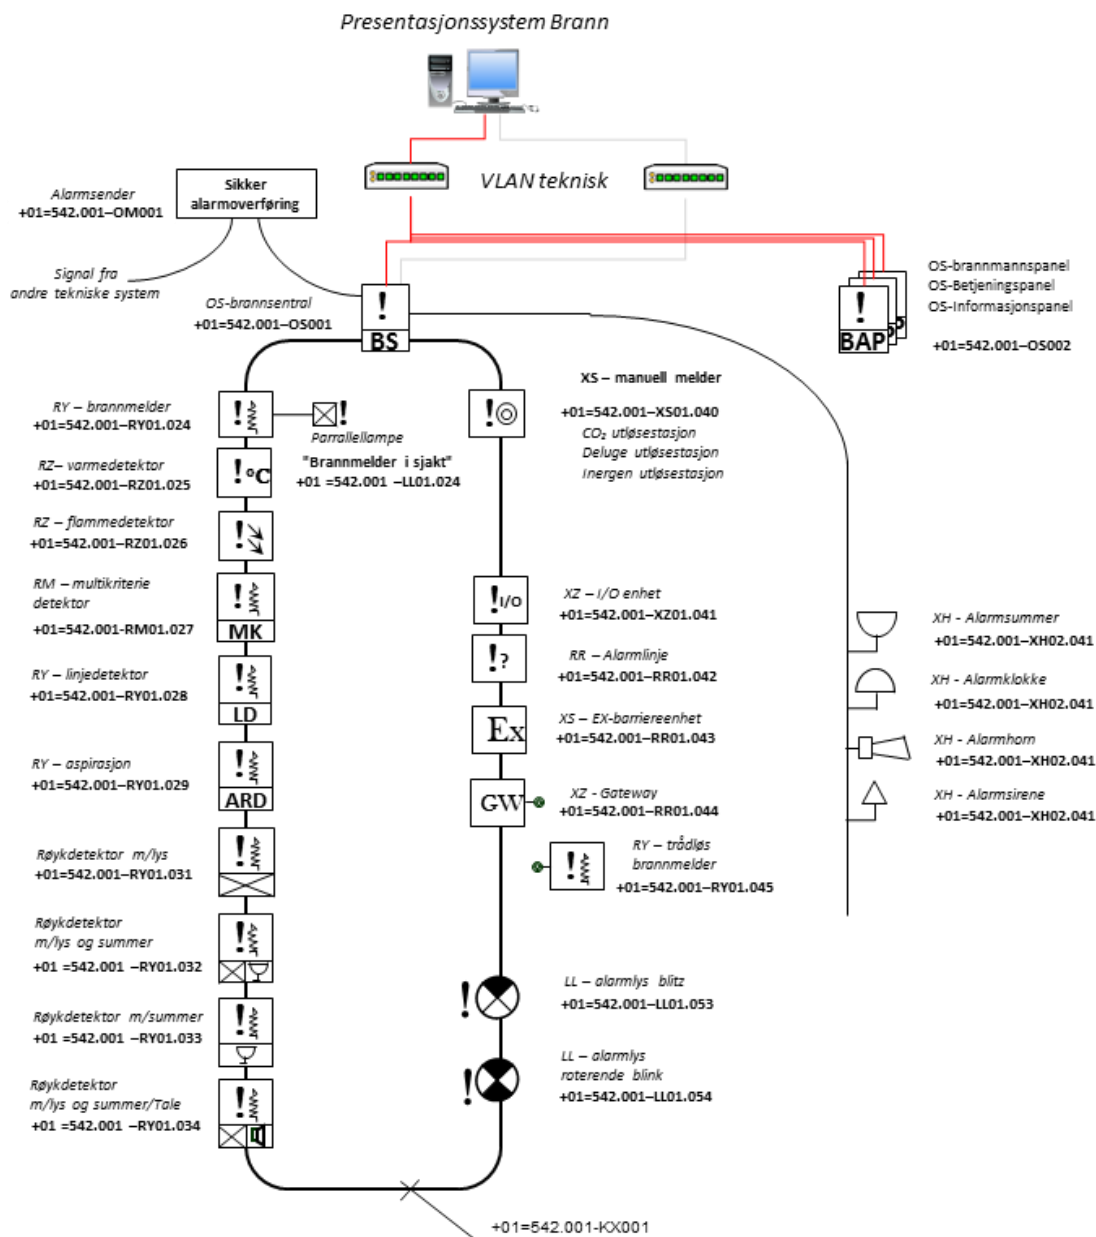 Presentasjonssystem Brann
VLAN teknisk
Sikker
alarmoverføring
Alarmsender
+01=542.001–OM001
Signal fra
andre tekniske system
OS-brannsentral
+01=542.001–OS001
!
BS
OS-brannmannspanel
OS-Betjeningspanel
OS-Informasjonspanel
+01=542.001–OS002
!
BAP
RY – brannmelder
+01=542.001–RY01.024
!
!
Parrallellampe
"Brannmelder i sjakt"
+01 =542.001 –LL01.024
RZ– varmedetektor
+01=542.001–RZ01.025
!°C
RZ – flammedetektor
+01=542.001–RZ01.026
!
RM – multikriterie
detektor
+01=542.001-RM01.027
!
MK
RY – linjedetektor
+01=542.001–RY01.028
!
LD
RY – aspirasjon
+01=542.001–RY01.029
!
ARD
Røykdetektor m/lys
+01=542.001–RY01.031
!
Røykdetektor
m/lys og summer
+01 =542.001 –RY01.032
!
Røykdetektor m/summer
+01 =542.001 –RY01.033
!
Røykdetektor
m/lys og summer/Tale
+01 =542.001 –RY01.034
!
XS – manuell melder
+01=542.001–XS01.040
CO₂ utløsestasjon
Deluge utløsestasjon
Inergen utløsestasjon
!
XZ – I/O enhet
+01=542.001–XZ01.041
!I/O
RR – Alarmlinje
+01=542.001–RR01.042
!?
XS – EX-barriereenhet
+01=542.001–RR01.043
Ex
XZ - Gateway
+01=542.001–RR01.044
GW
RY – trådløs
brannmelder
+01=542.001–RY01.045
!
LL – alarmlys blitz
+01=542.001–LL01.053
!
LL – alarmlys
roterende blink
+01=542.001–LL01.054
!
XH - Alarmsummer
+01=542.001–XH02.041
XH - Alarmklokke
+01=542.001–XH02.041
XH - Alarmhorn
+01=542.001–XH02.041
XH - Alarmsirene
+01=542.001–XH02.041
+01=542.001-KX001